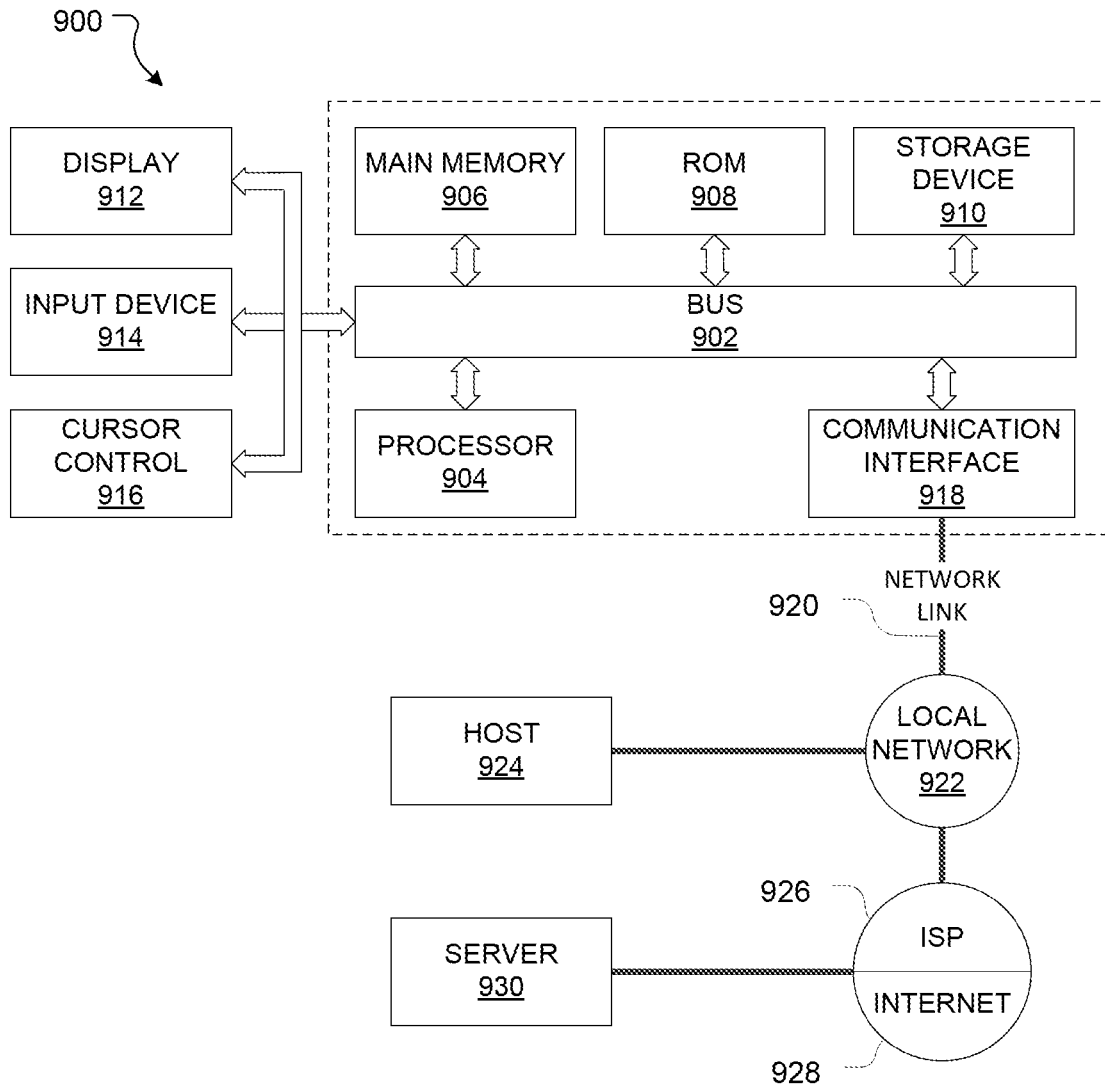 900
DISPLAY
912
MAIN MEMORY
906
ROM
908
STORAGE
DEVICE
910
INPUT DEVICE
914
BUS
902
CURSOR
CONTROL
916
PROCESSOR
904
COMMUNICATION
INTERFACE
918
NETWORK
LINK
920
HOST
924
LOCAL
NETWORK
922
926
SERVER
930
ISP
INTERNET
928